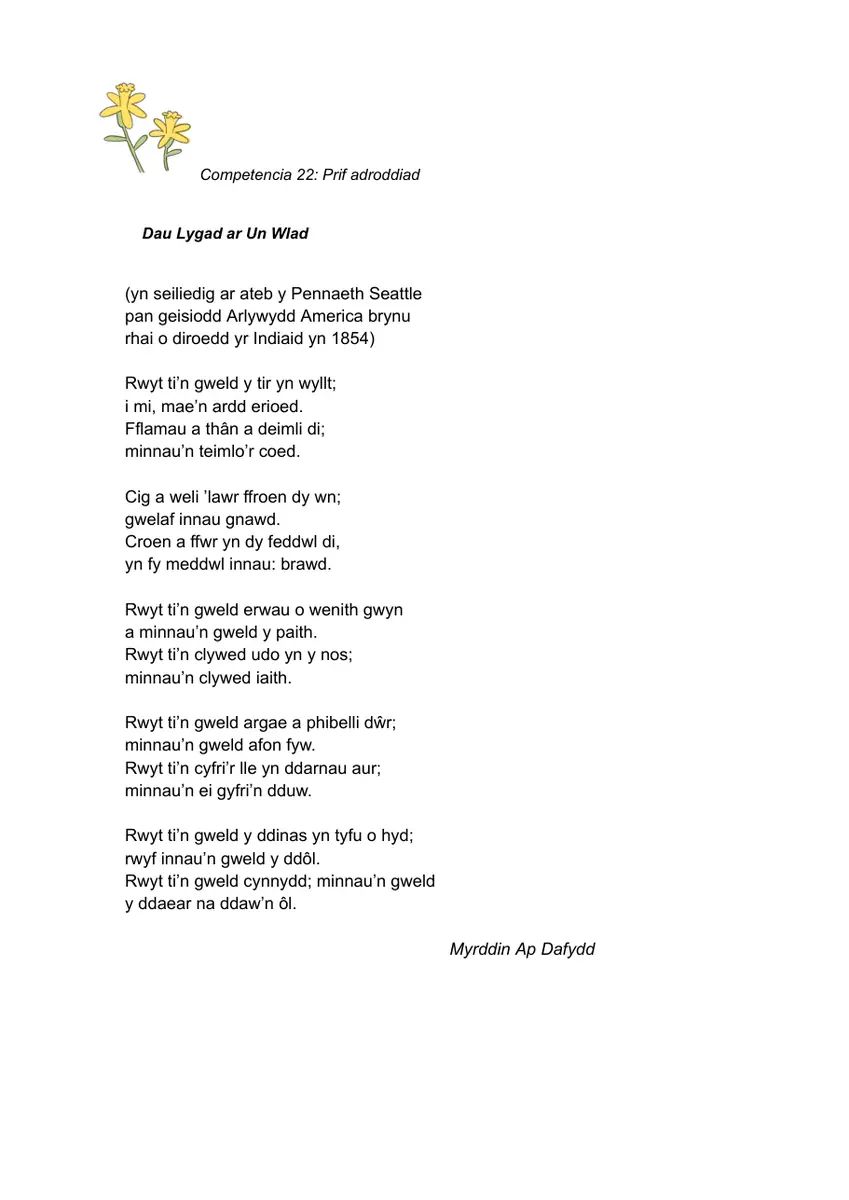 Competencia 22: Prif adroddiad
Dau Lygad ar Un Wlad
(yn seiliedig ar ateb y Pennaeth Seattle
pan geisiodd Arlywydd America brynu
rhai o diroedd yr Indiaid yn 1854)
Rwyt ti’n gweld y tir yn wyllt;
i mi, mae’n ardd erioed.
Fflamau a thân a deimli di;
minnau’n teimlo’r coed.
Cig a weli ’lawr ffroen dy wn;
gwelaf innau gnawd.
Croen a ffwr yn dy feddwl di,
yn fy meddwl innau: brawd.
Rwyt ti’n gweld erwau o wenith gwyn
a minnau’n gweld y paith.
Rwyt ti’n clywed udo yn y nos;
minnau’n clywed iaith.
Rwyt ti’n gweld argae a phibelli dŵr;
minnau’n gweld afon fyw.
Rwyt ti’n cyfri’r lle yn ddarnau aur;
minnau’n ei gyfri’n dduw.
Rwyt ti’n gweld y ddinas yn tyfu o hyd;
rwyf innau’n gweld y ddôl.
Rwyt ti’n gweld cynnydd; minnau’n gweld
y ddaear na ddaw’n ôl.
Myrddin Ap Dafydd